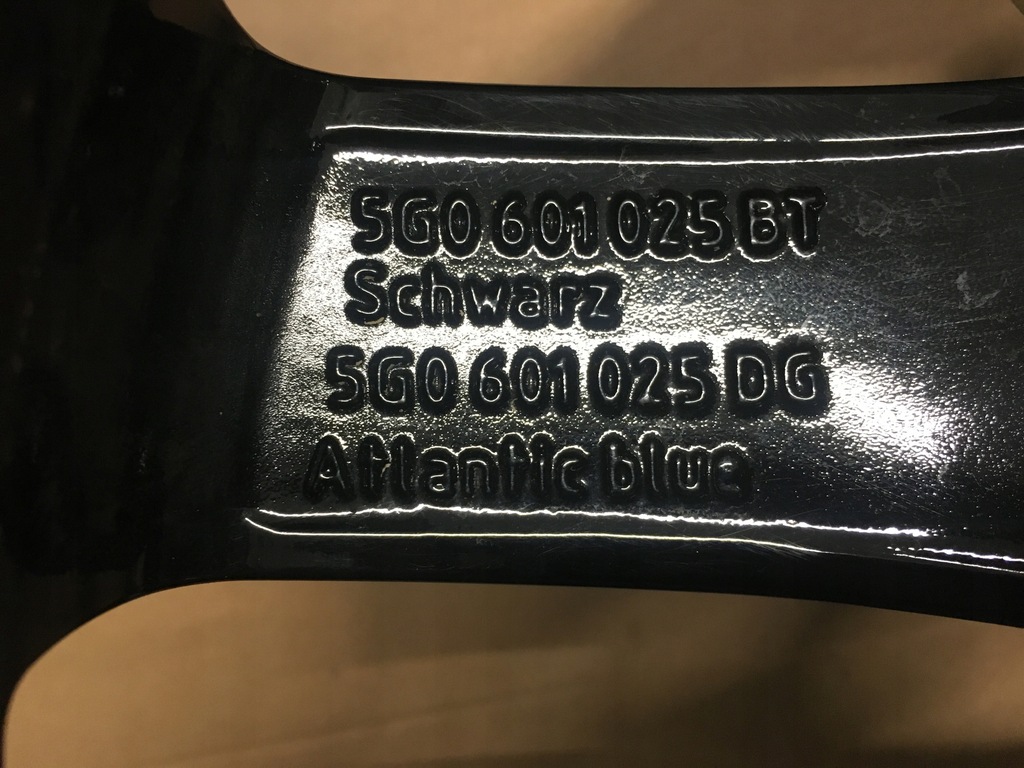 5G0 601 025 BT
Schwarz
5G0 601 025 DG
Atlantic blue